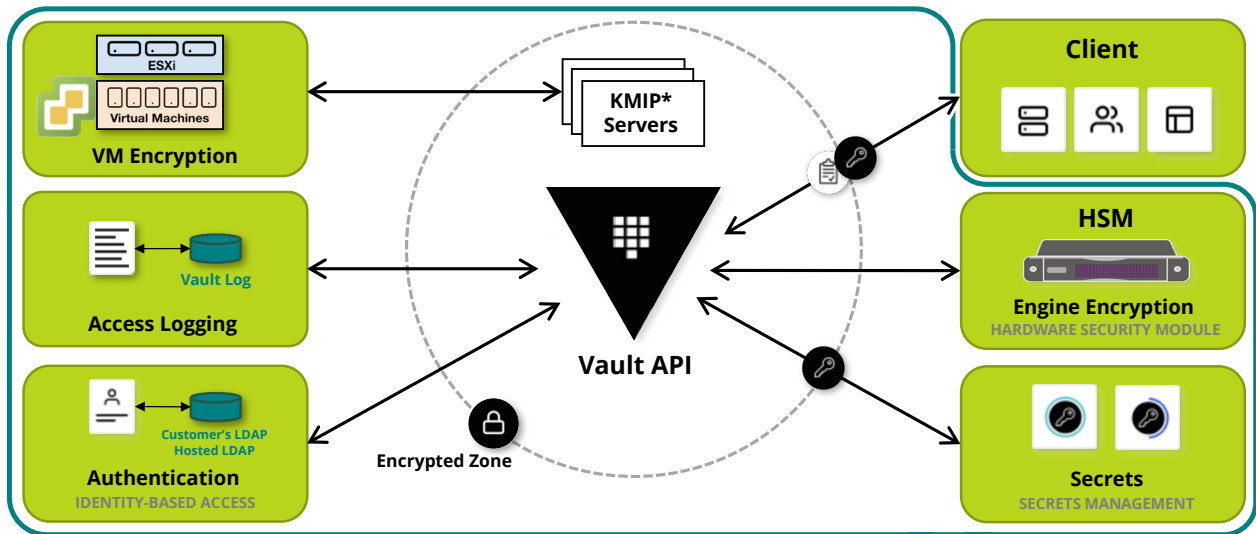 ESXi
Virtual Machines
VM Encryption
KMIP*
Servers
Client
Vault Log
Access Logging
Vault API
HSM
Engine Encryption
HARDWARE SECURITY MODULE
Customer's LDAP
Hosted LDAP
Authentication
IDENTITY-BASED ACCESS
Encrypted Zone
Secrets
SECRETS MANAGEMENT